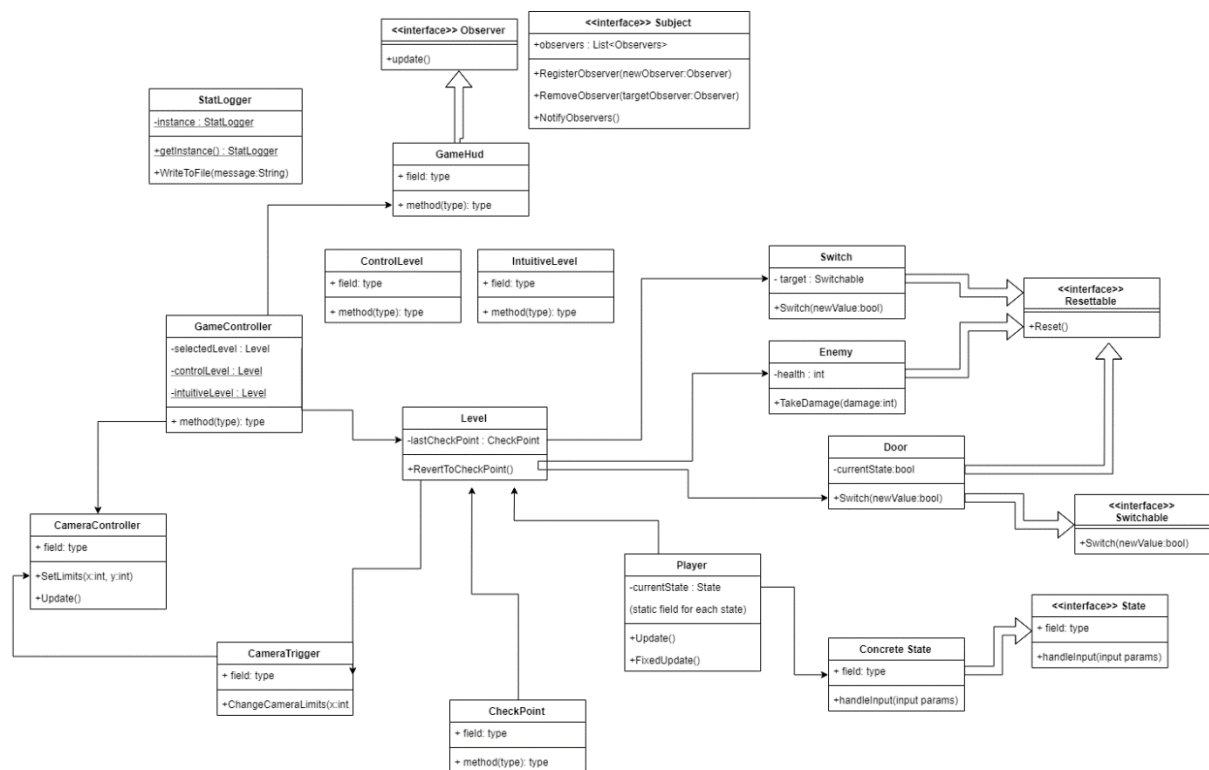 <<interface>> Observer
+update()
<<interface>> Subject
+observers : List<Observers>
+RegisterObserver(newObserver:Observer)
+RemoveObserver(targetObserver:Observer)
+NotifyObservers()
StatLogger
-instance : StatLogger
+getInstance() : StatLogger
+WriteToFile(message:String)
GameHud
+ field: type
+ method(type): type
ControlLevel
+ field: type
+ method(type): type
IntuitiveLevel
+ field: type
+ method(type): type
Switch
- target : Switchable
+Switch(newValue:bool)
<<interface>>
Resettable
+Reset()
GameController
-selectedLevel : Level
-controlLevel : Level
-intuitiveLevel : Level
+ method(type): type
Enemy
-health : int
+TakeDamage(damage:int)
Level
-lastCheckPoint : CheckPoint
+RevertToCheckPoint()
Door
-currentState:bool
+Switch(newValue:bool)
<<interface>>
Switchable
+Switch(newValue:bool)
CameraController
+ field: type
+SetLimits(x:int, y:int)
+Update()
Player
-currentState : State
(static field for each state)
+Update()
+FixedUpdate()
<<interface>> State
+ field: type
+handleInput(input params)
Concrete State
+ field: type
+handleInput(input params)
CameraTrigger
+ field: type
+ChangeCameraLimits(x:int
CheckPoint
+ field: type
+ method(type): type